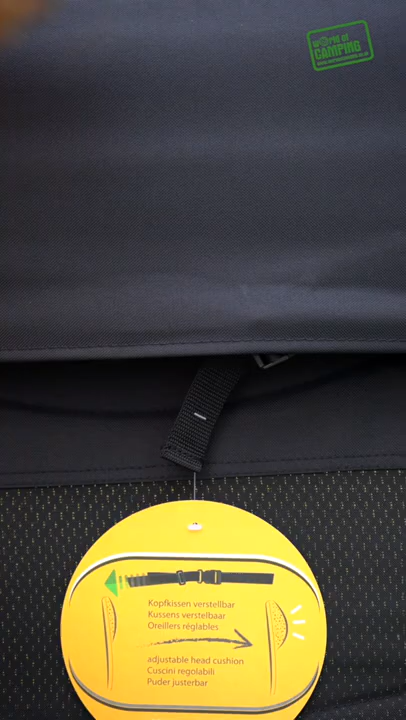 world of
CAMPING
Kopfkissen verstellbar
Kussens verstelbaar
Oreillers réglables
adjustable head cushion
Cuscini regolabili
Puder justerbar